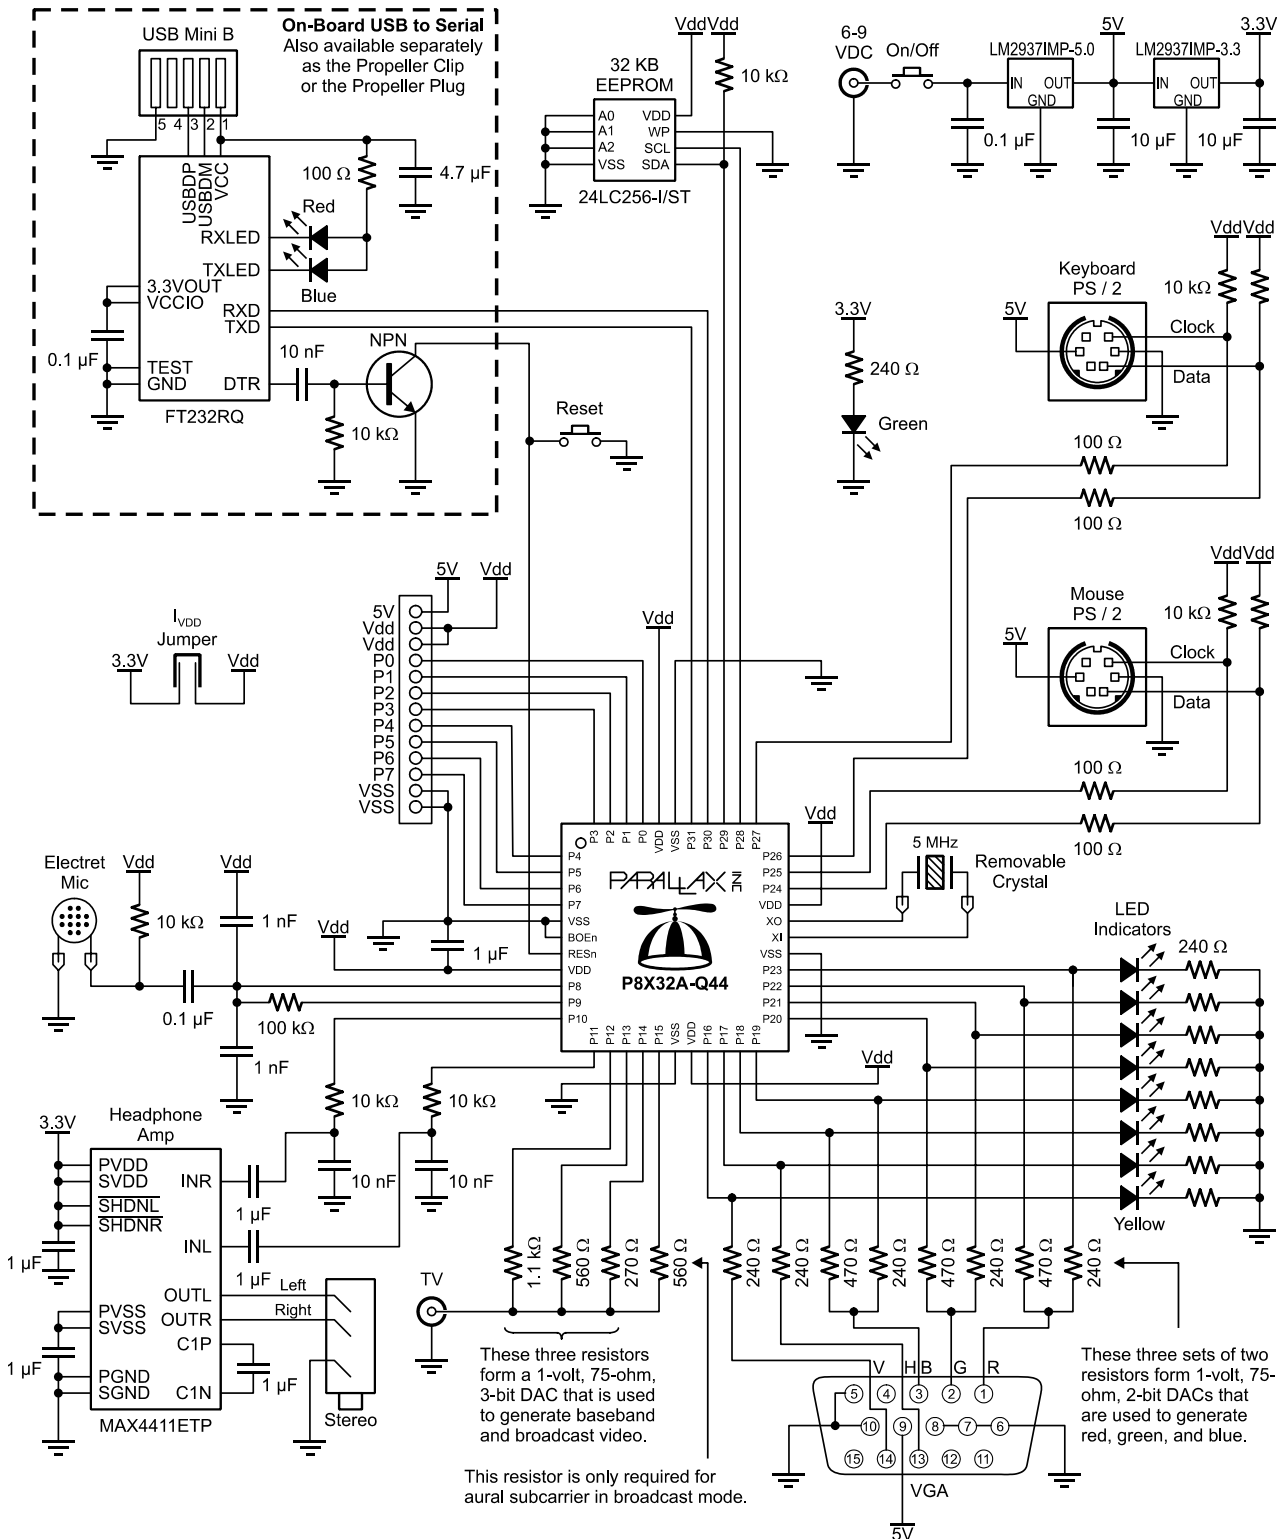 On-Board USB to Serial
Also available separately
as the Propeller Clip
or the Propeller Plug
USB Mini B
5 4 3 2 1
USBDP
USBDM
VCC
100 Ω
4.7 µF
Red
RXLED
TXLED
Blue
3.3VOUT
VCCIO
RXD
TXD
0.1 µF
TEST
GND
DTR
10 nF
NPN
10 kΩ
FT232RQ
Vdd Vdd
32 KB
EEPROM
10 kΩ
A0
A1
A2
VSS
VDD
WP
SCL
SDA
24LC256-I/ST
6-9
VDC
On/Off
LM2937IMP-5.0
IN OUT
GND
5V
LM2937IMP-3.3
IN OUT
GND
3.3V
0.1 µF
10 µF
10 µF
Reset
3.3V
240 Ω
Green
Vdd Vdd
Keyboard
PS / 2
10 kΩ
5V
Clock
Data
100 Ω
100 Ω
Vdd Vdd
Mouse
PS / 2
10 kΩ
5V
Clock
Data
100 Ω
100 Ω
IVDD
Jumper
3.3V
Vdd
5V
Vdd
5V
Vdd
Vdd
P0
P1
P2
P3
P4
P5
P6
P7
VSS
VSS
Vdd
P3 P2 P1 P0 VDD VSS P31 P30 P29 P28 P27
P4
P5
P6
P7
VSS
BOEn
RESn
VDD
P8
P9
P10
PARALLAX INC
P8X32A-Q44
P26
P25
P24
VDD
XO
XI
VSS
P23
P22
P21
P20
P11 P12 P13 P14 P15 VSS VDD P16 P17 P18 P19
Vdd
5 MHz
Removable
Crystal
Electret
Mic
Vdd
10 kΩ
Vdd
1 nF
Vdd
1 µF
0.1 µF
100 kΩ
1 nF
LED
Indicators
240 Ω
Yellow
Vdd
10 kΩ
10 kΩ
10 nF
10 nF
Headphone
Amp
3.3V
PVDD
SVDD
SHDNL
SHDNR
1 µF
PVSS
SVSS
1 µF
PGND
SGND
INR
1 µF
INL
1 µF
OUTL
OUTR
C1P
C1N
1 µF
MAX4411ETP
Left
Right
Stereo
TV
1.1 kΩ
560 Ω
270 Ω
560 Ω
240 Ω
240 Ω
470 Ω
240 Ω
470 Ω
240 Ω
470 Ω
240 Ω
These three resistors
form a 1-volt, 75-ohm,
3-bit DAC that is used
to generate baseband
and broadcast video.
This resistor is only required for
aural subcarrier in broadcast mode.
These three sets of two
resistors form 1-volt, 75-
ohm, 2-bit DACs that
are used to generate
red, green, and blue.
V H B G R
5 4 3 2 1
10 9 8 7 6
15 14 13 12 11
VGA
5V